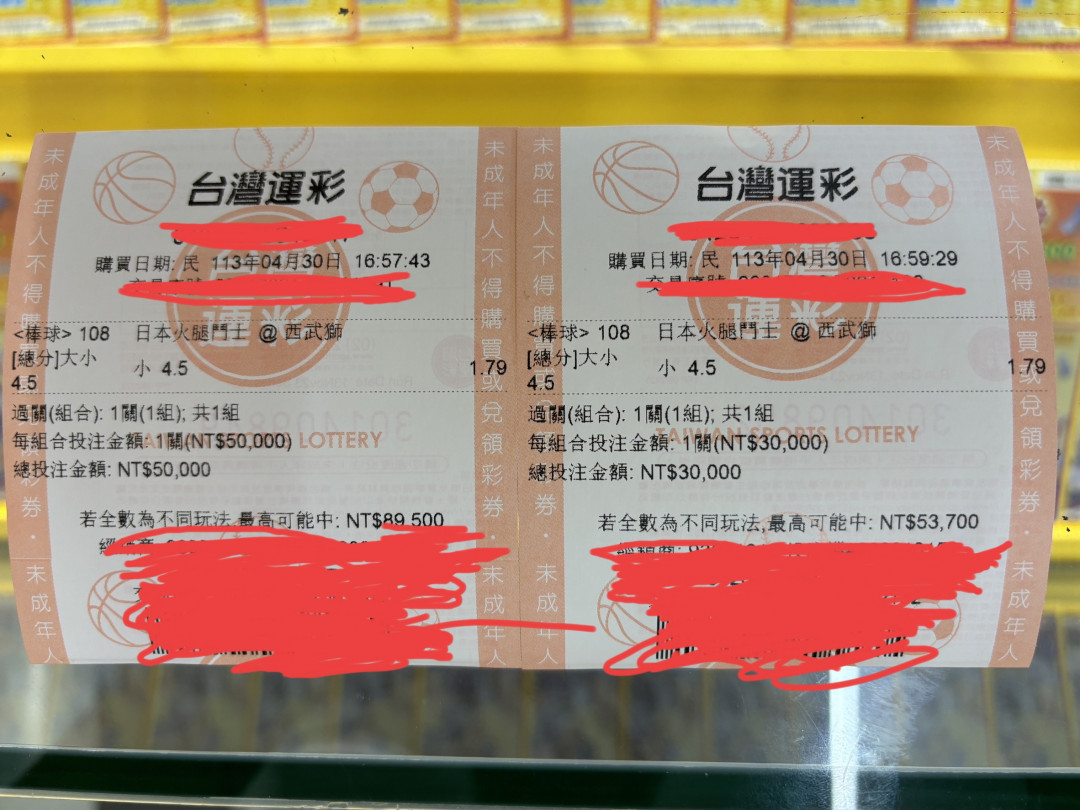 台灣運彩
購買日期: 民 113年04月30日 16:57:43
<棒球> 108 日本火腿鬥士 @ 西武獅
[總分]大小
4.5
小 4.5 1.79
過關(組合): 1關(1組); 共1組
每組合投注金額: 1關(NT$50,000)
TAIWAN SPORTS LOTTERY
總投注金額: NT$50,000
若全數為不同玩法,最高可能中: NT$89,500
未成年人不得購買或兌領彩券・未成年人
台灣運彩
購買日期: 民 113年04月30日 16:59:29
<棒球> 108 日本火腿鬥士 @ 西武獅
[總分]大小
4.5
小 4.5 1.79
過關(組合): 1關(1組); 共1組
每組合投注金額: 1關(NT$30,000)
TAIWAN SPORTS LOTTERY
總投注金額: NT$30,000
若全數為不同玩法,最高可能中: NT$53,700
未成年人不得購買或兌領彩券・未成年人